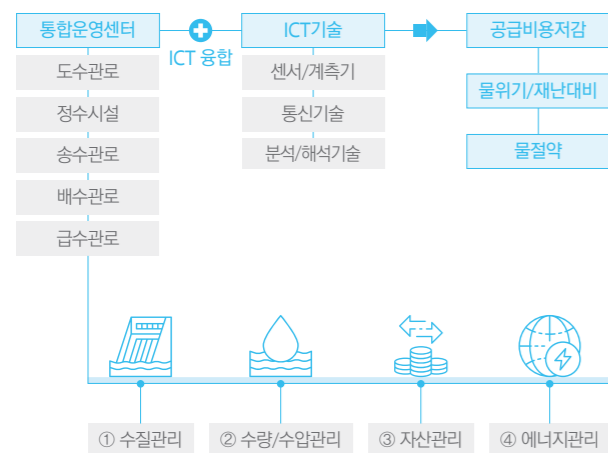 통합운영센터
ICT 융합
ICT기술
공급비용저감
도수관로
정수시설
송수관로
배수관로
급수관로
센서/계측기
통신기술
분석/해석기술
물위기/재난대비
물절약
① 수질관리
② 수량/수압관리
③ 자산관리
④ 에너지관리